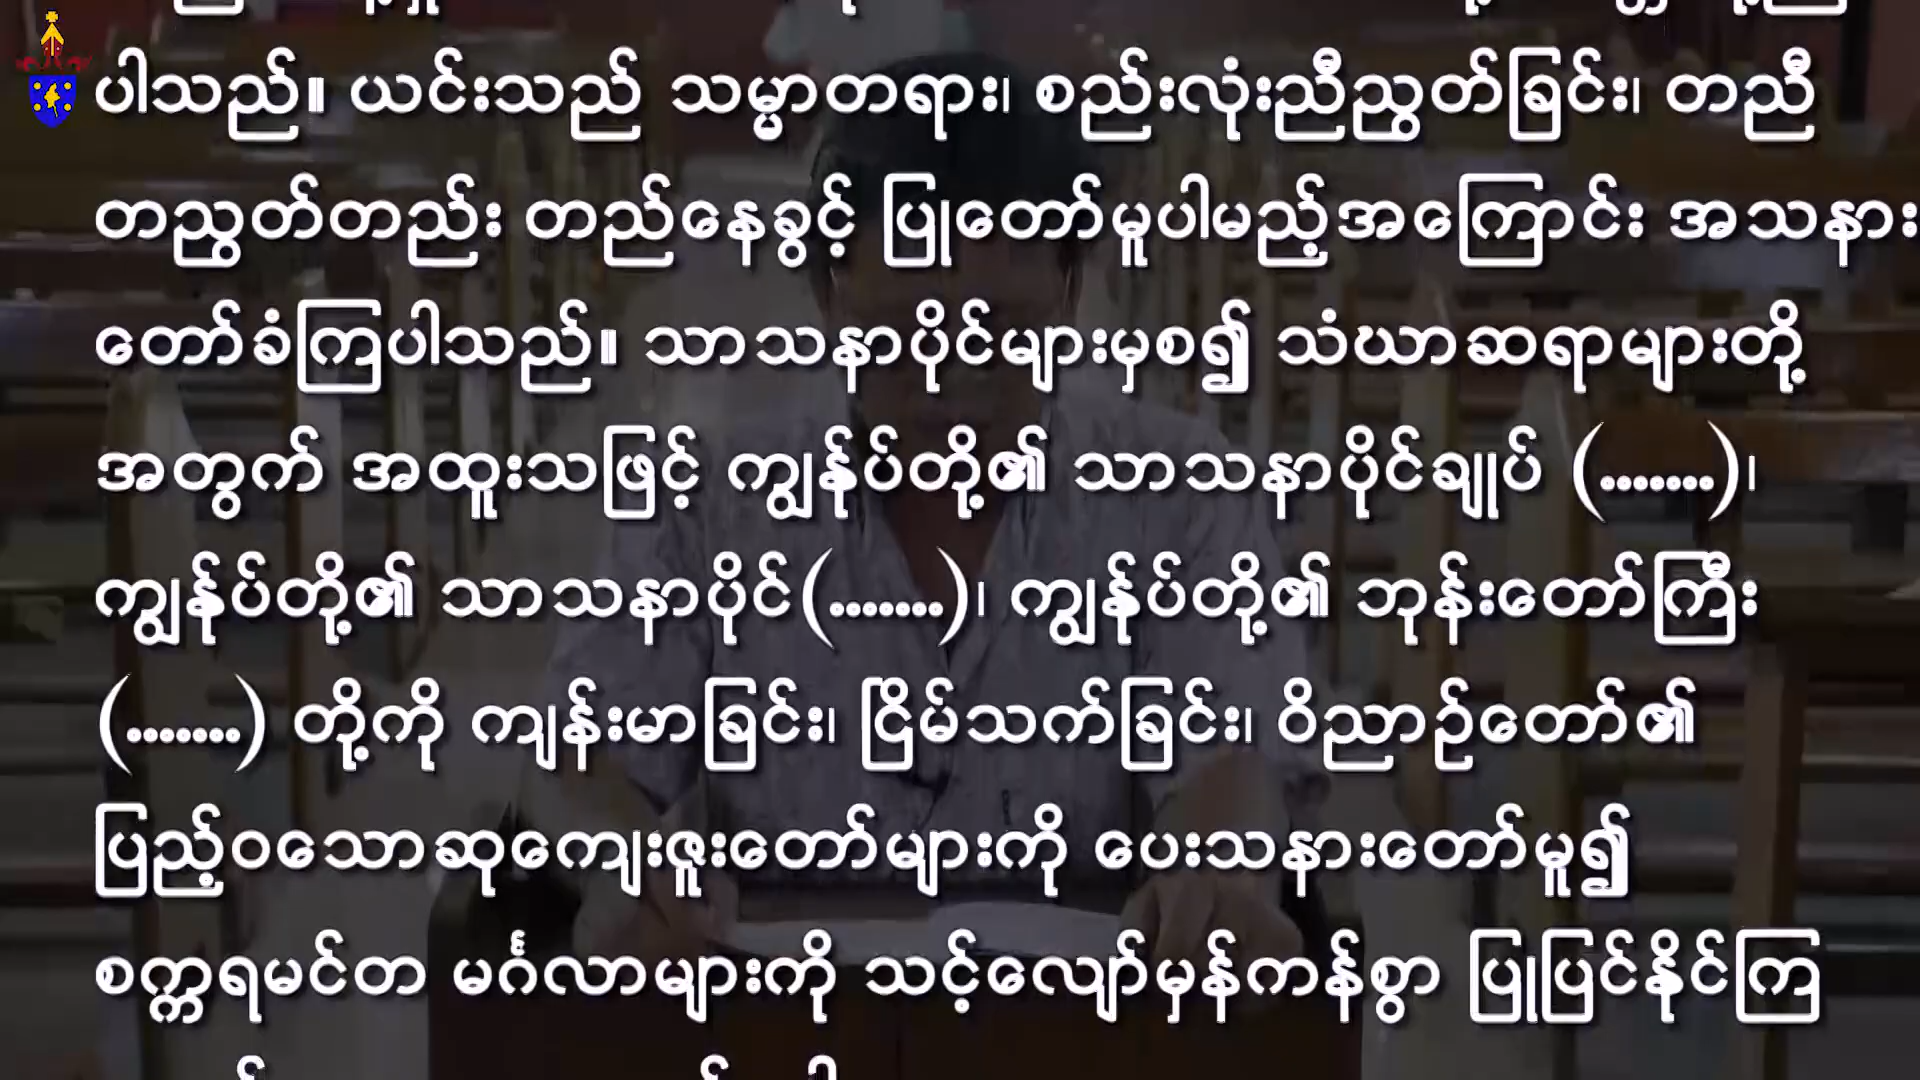 ပါသည်။ ယင်းသည် သမ္မာတရား၊ စည်းလုံးညီညွတ်ခြင်း၊ တညီ
တညွတ်တည်း တည်နေခွင့် ပြုတော်မူပါမည့်အကြောင်း အသနား
တော်ခံကြပါသည်။ သာသနာပိုင်များမှစ၍ သံဃာဆရာများတို့
အတွက် အထူးသဖြင့် ကျွန်ုပ်တို့၏ သာသနာပိုင်ချုပ် (.......)၊
ကျွန်ုပ်တို့၏ သာသနာပိုင်(.......)၊ ကျွန်ုပ်တို့၏ ဘုန်းတော်ကြီး
(.......) တို့ကို ကျန်းမာခြင်း၊ ငြိမ်သက်ခြင်း၊ ဝိညာဉ်တော်၏
ပြည့်ဝသောဆုကျေးဇူးတော်များကို ပေးသနားတော်မူ၍
စက္ကရမင်တ မင်္ဂလာများကို သင့်လျော်မှန်ကန်စွာ ပြုပြင်နိုင်ကြ